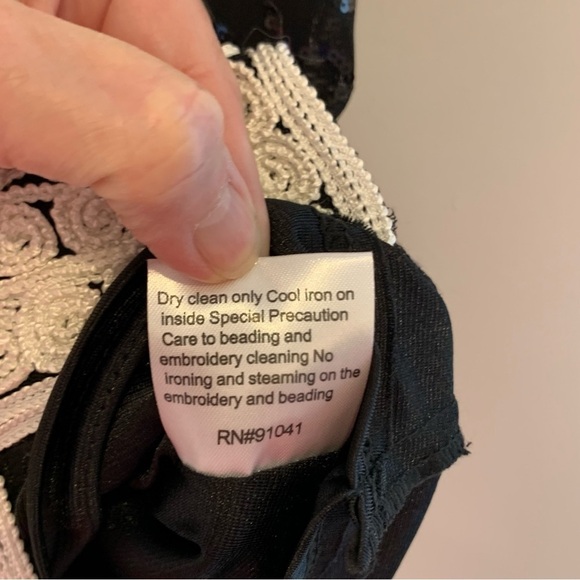 Dry clean only Cool iron on
inside Special Precaution
Care to beading and
embroidery cleaning No
ironing and steaming on the
embroidery and beading
RN#91041